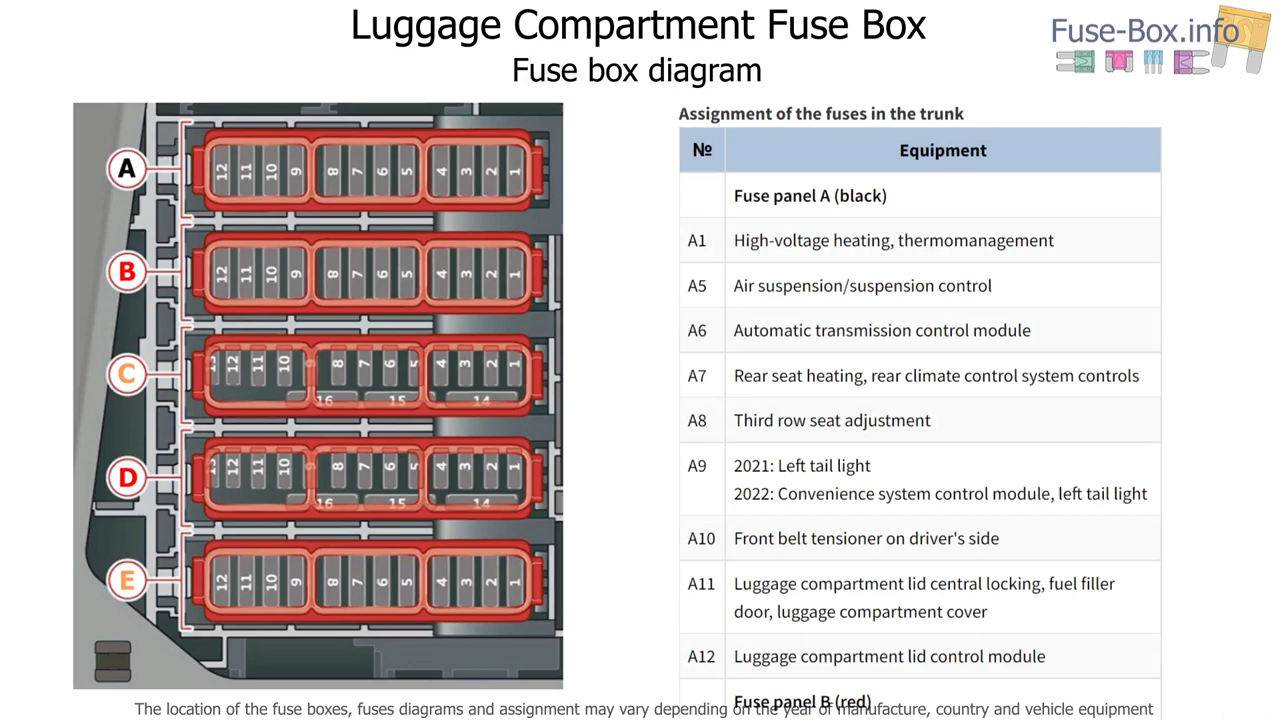 Luggage Compartment Fuse Box
Fuse box diagram
Fuse-Box.info
A
12 11 10 9 8 7 6 5 4 3 2 1
B
12 11 10 9 8 7 6 5 4 3 2 1
C
13 12 11 10 9 8 7 6 5 4 3 2 1
16 15 14
D
13 12 11 10 9 8 7 6 5 4 3 2 1
16 15 14
E
12 11 10 9 8 7 6 5 4 3 2 1
Assignment of the fuses in the trunk
№ Equipment
Fuse panel A (black)
A1 High-voltage heating, thermomanagement
A5 Air suspension/suspension control
A6 Automatic transmission control module
A7 Rear seat heating, rear climate control system controls
A8 Third row seat adjustment
A9 2021: Left tail light
2022: Convenience system control module, left tail light
A10 Front belt tensioner on driver's side
A11 Luggage compartment lid central locking, fuel filler
door, luggage compartment cover
A12 Luggage compartment lid control module
Fuse panel B (red)
The location of the fuse boxes, fuses diagrams and assignment may vary depending on the year of manufacture, country and vehicle equipment